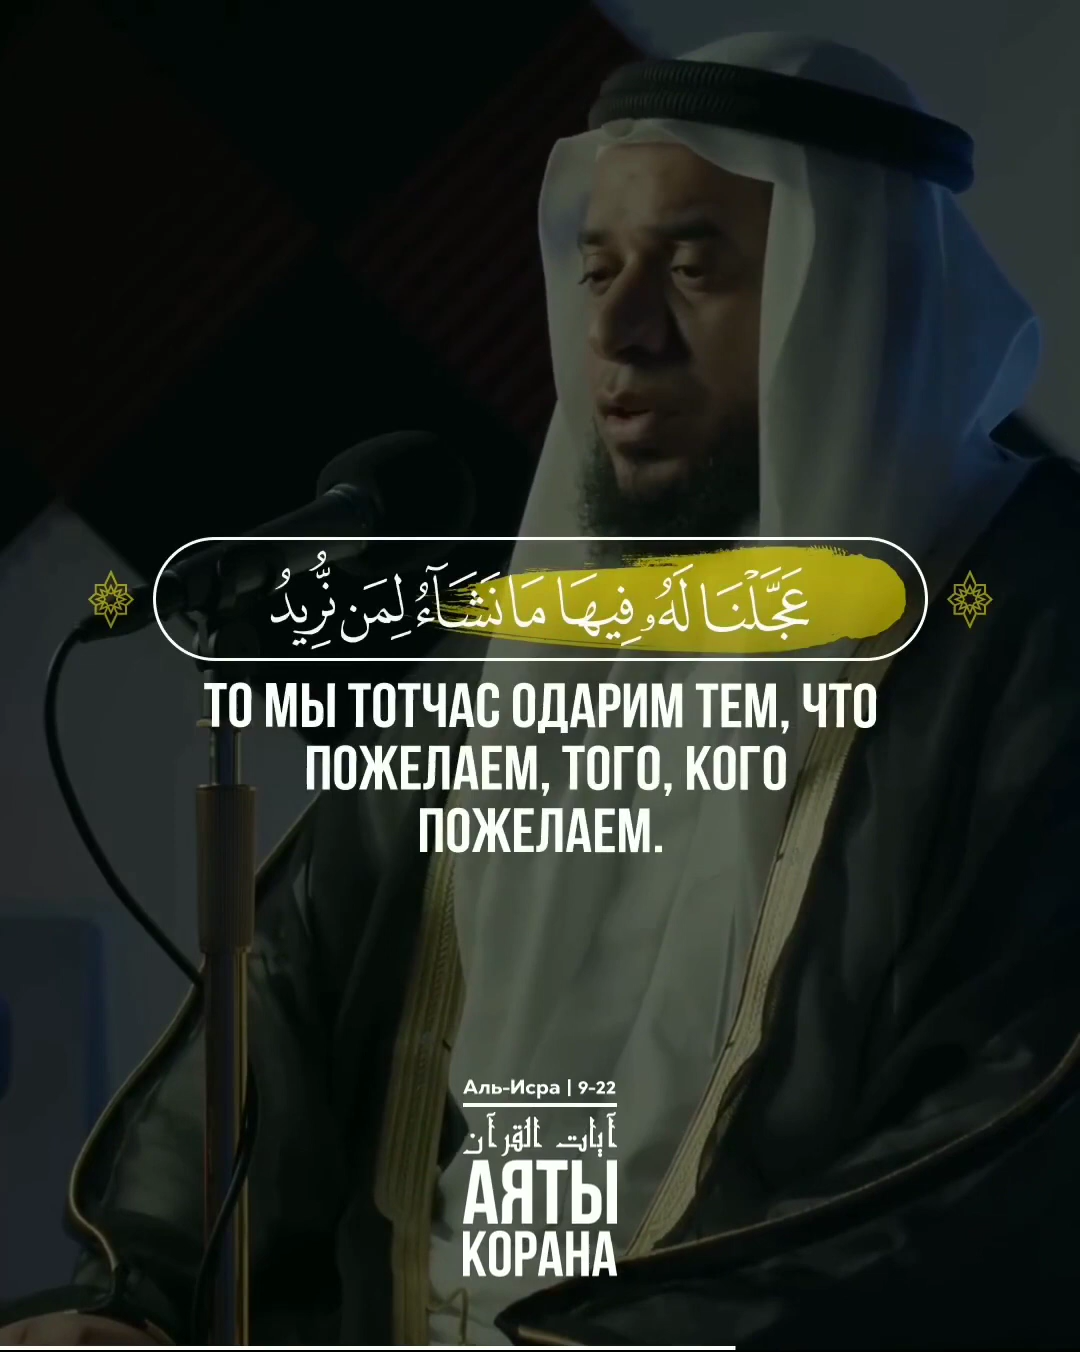 عَجَّلْنَا لَهُۥ فِيهَا مَا نَشَآءُ لِمَن نُّرِيدُ
ТО МЫ ТОТЧАС ОДАРИМ ТЕМ, ЧТО
ПОЖЕЛАЕМ, ТОГО, КОГО
ПОЖЕЛАЕМ.
Аль-Исра | 9-22
آيات القرآن
АЯТЫ
КОРАНА